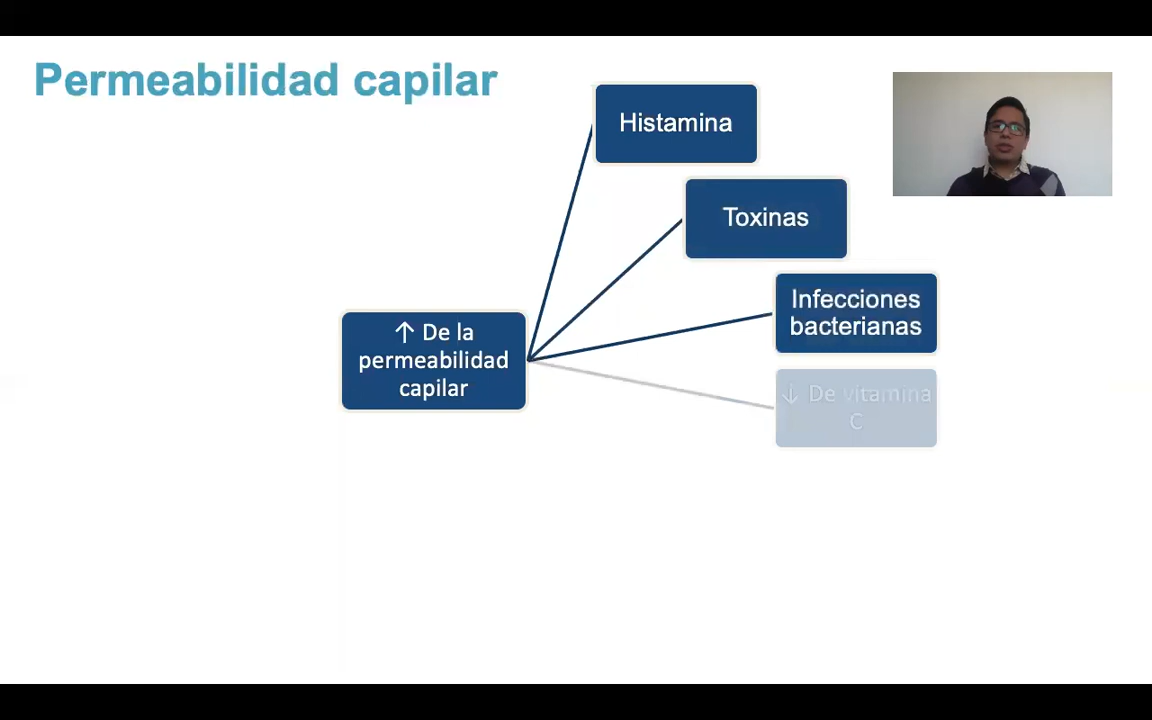 Permeabilidad capilar
Histamina
Toxinas
Infecciones
bacterianas
↑ De la
permeabilidad
capilar
↓ De vitamina
C